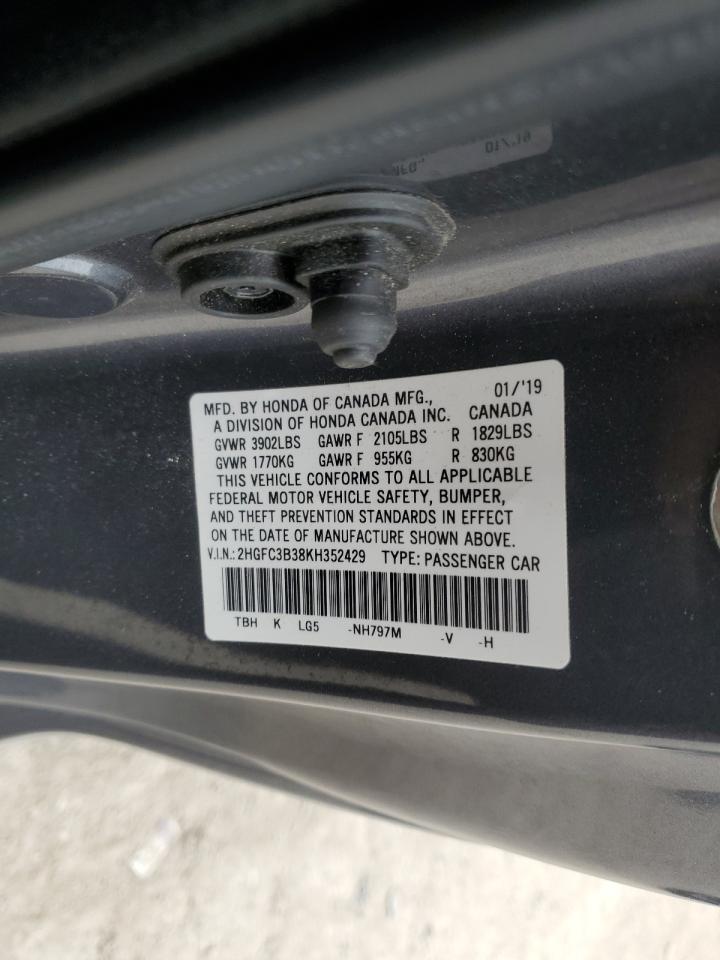 MFD. BY HONDA OF CANADA MFG., 01/'19
A DIVISION OF HONDA CANADA INC. CANADA
GVWR 3902LBS GAWR F 2105LBS R 1829LBS
GVWR 1770KG GAWR F 955KG R 830KG
THIS VEHICLE CONFORMS TO ALL APPLICABLE
FEDERAL MOTOR VEHICLE SAFETY, BUMPER,
AND THEFT PREVENTION STANDARDS IN EFFECT
ON THE DATE OF MANUFACTURE SHOWN ABOVE.
V.I.N.: 2HGFC3B38KH352429 TYPE: PASSENGER CAR
TBH K LG5 -NH797M -V -H